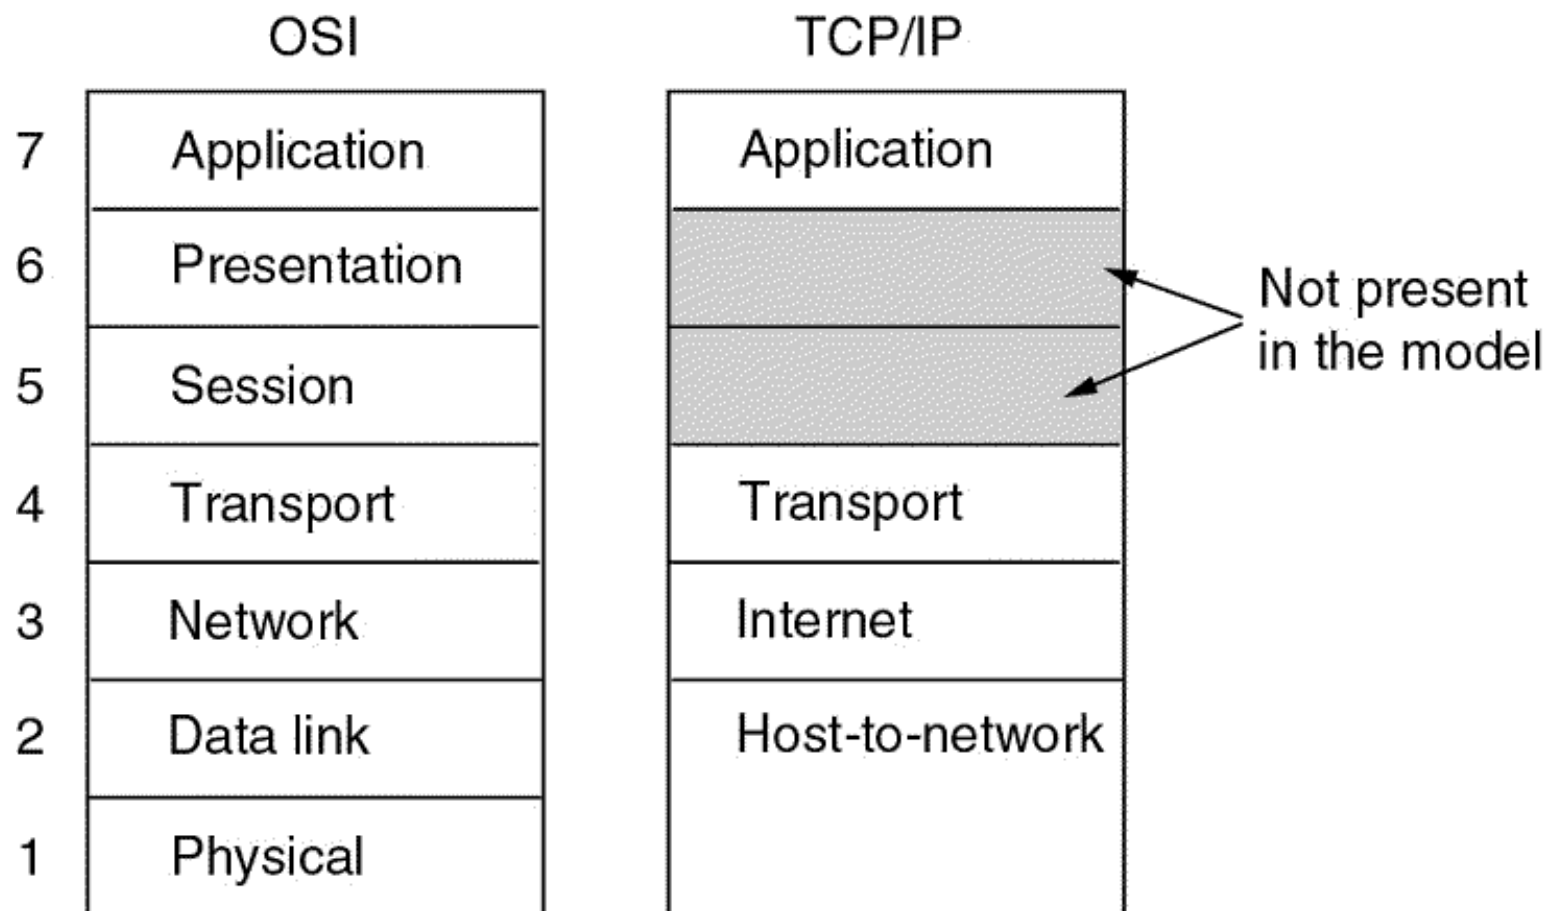 OSI
TCP/IP
7
Application
Application
6
Presentation
Not present
in the model
5
Session
4
Transport
Transport
3
Network
Internet
2
Data link
Host-to-network
1
Physical